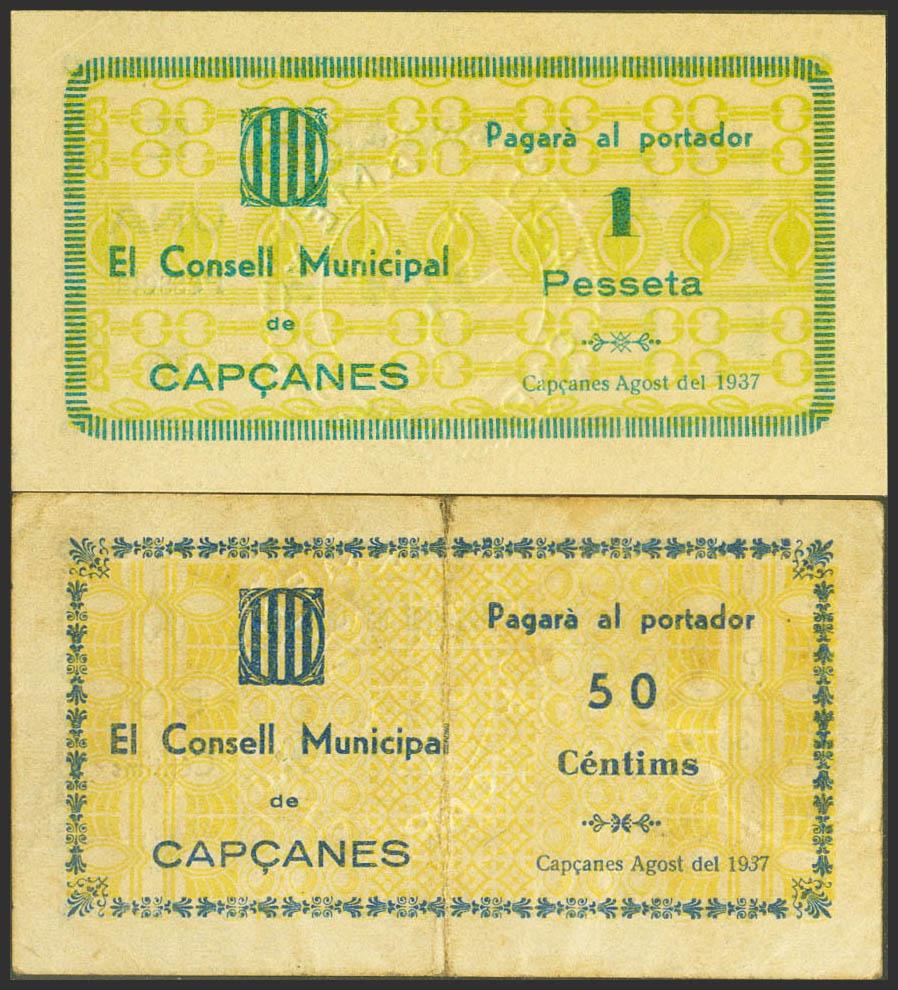 El Consell Municipal
de
CAPÇANES
Pagarà al portador
1
Pesseta
Capçanes Agost del 1937
El Consell Municipal
de
CAPÇANES
Pagarà al portador
50
Céntims
Capçanes Agost del 1937